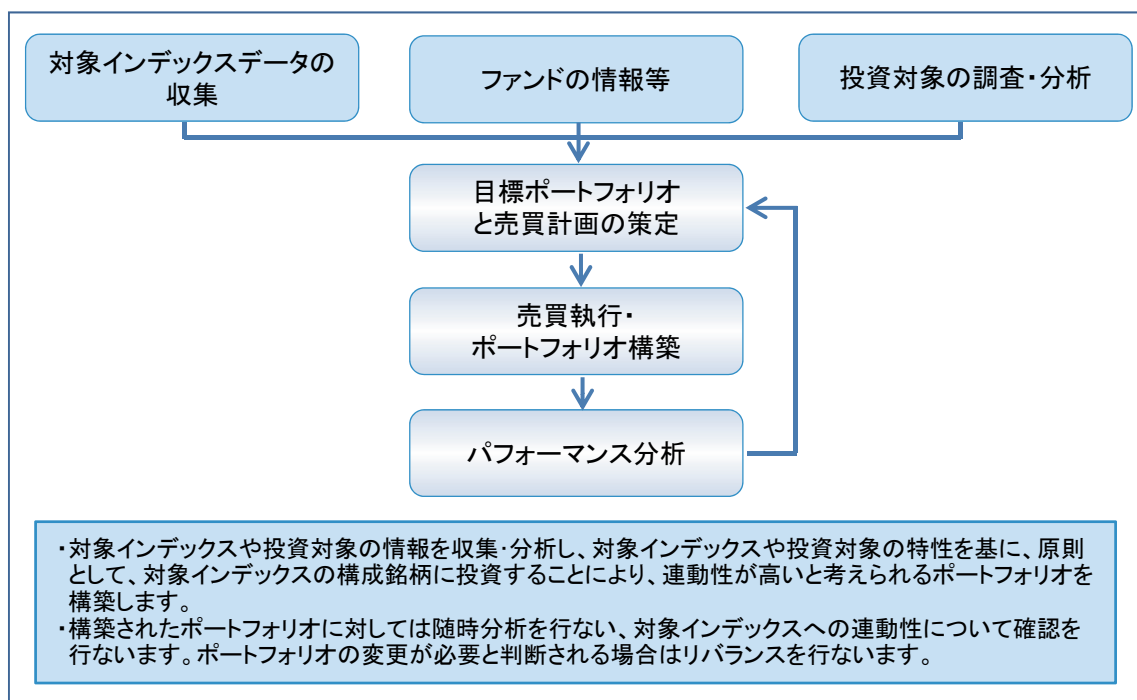 対象インデックスデータの
収集
ファンドの情報等
投資対象の調査・分析
目標ポートフォリオ
と売買計画の策定
売買執行・
ポートフォリオ構築
パフォーマンス分析
・対象インデックスや投資対象の情報を収集・分析し、対象インデックスや投資対象の特性を基に、原則
として、対象インデックスの構成銘柄に投資することにより、連動性が高いと考えられるポートフォリオを
構築します。
・構築されたポートフォリオに対しては随時分析を行ない、対象インデックスへの連動性について確認を
行ないます。ポートフォリオの変更が必要と判断される場合はリバランスを行ないます。